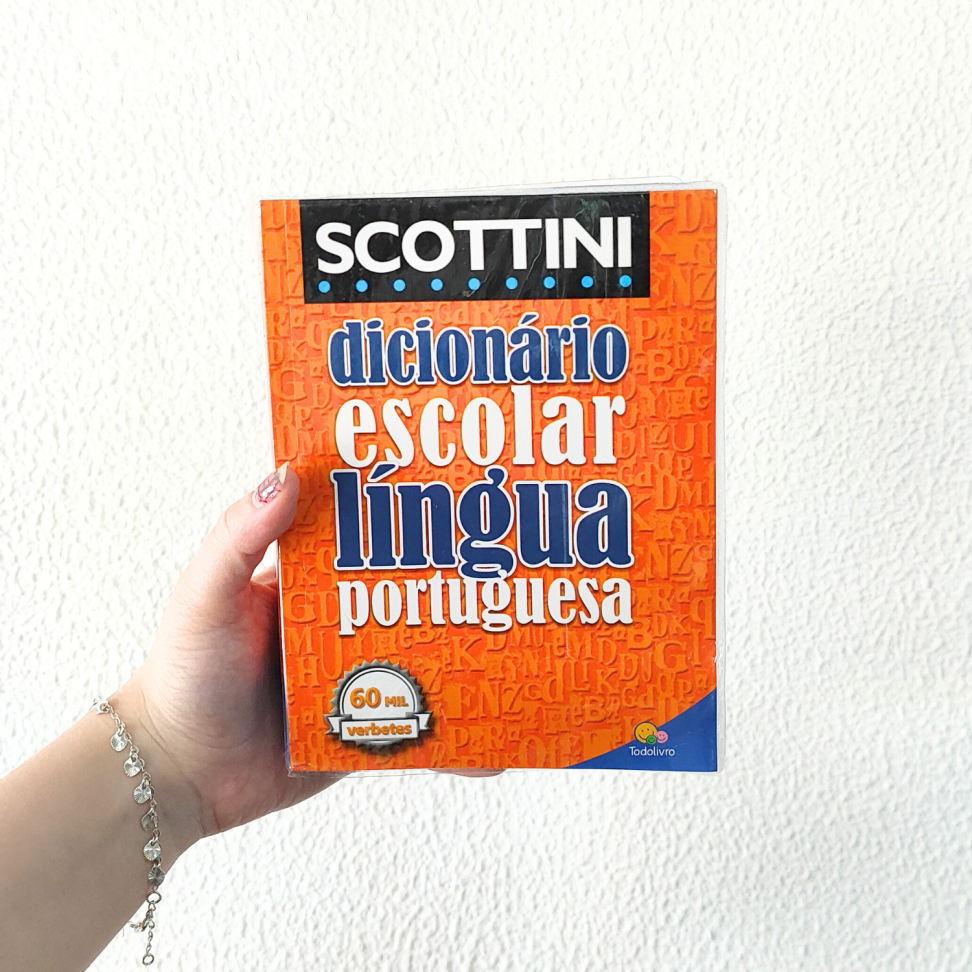 SCOTTINI
dicionário
escolar
língua
portuguesa
60 MIL
verbetes
Todolivro